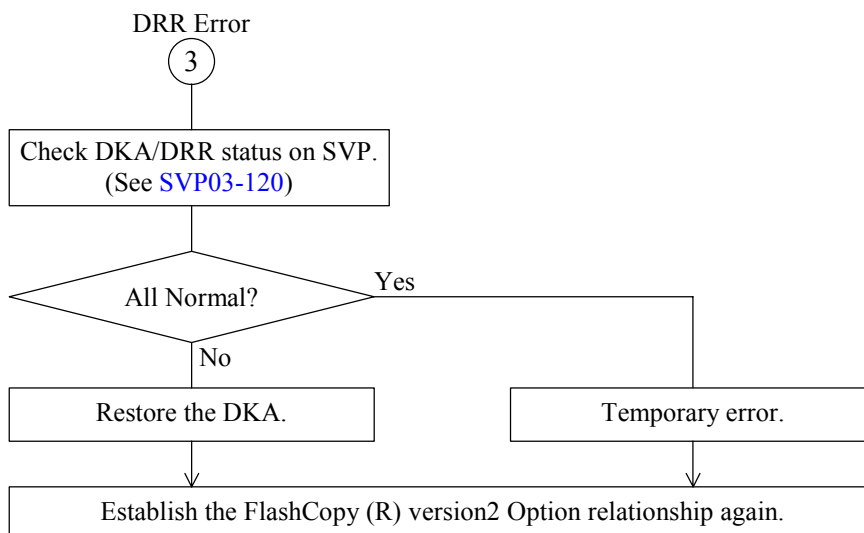 DRR Error
3
Check DKA/DRR status on SVP.
(See SVP03-120)
All Normal?
Yes
No
Restore the DKA.
Temporary error.
Establish the FlashCopy (R) version2 Option relationship again.